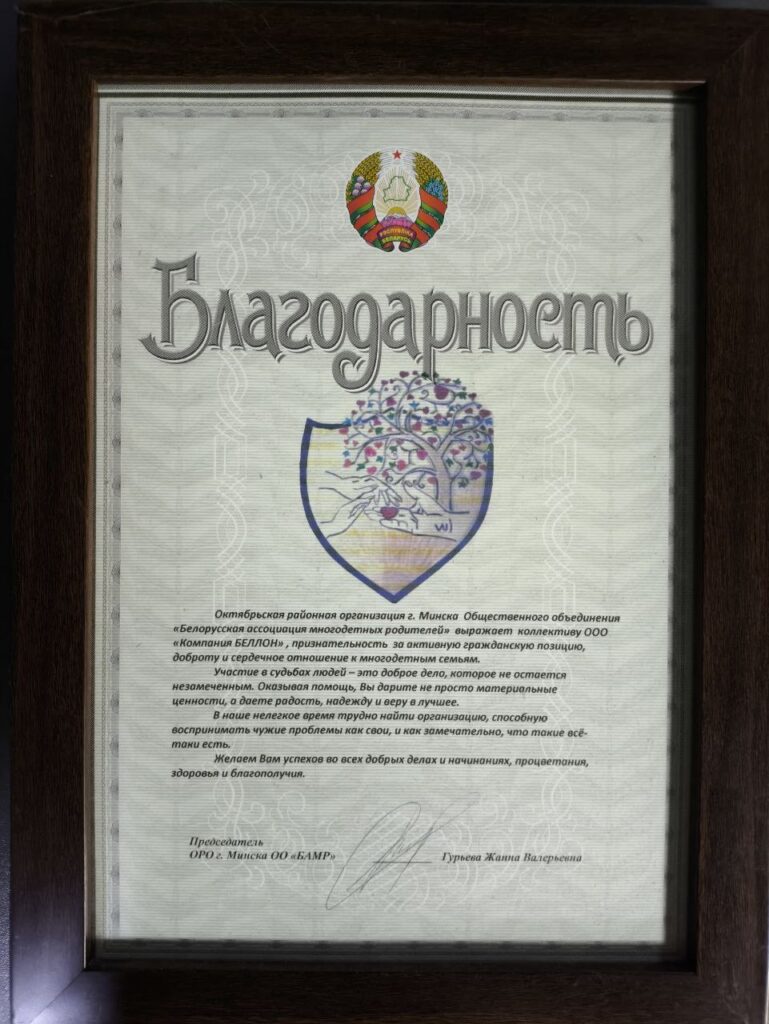 РЭСПУБЛІКА
БЕЛАРУСЬ
Благодарность
Октябрьская районная организация г. Минска Общественного объединения
«Белорусская ассоциация многодетных родителей» выражает коллективу ООО
«Компания БЕЛЛОН» , признательность за активную гражданскую позицию,
доброту и сердечное отношение к многодетным семьям.
Участие в судьбах людей – это доброе дело, которое не остается
незамеченным. Оказывая помощь, Вы дарите не просто материальные
ценности, а даете радость, надежду и веру в лучшее.
В наше нелегкое время трудно найти организацию, способную
воспринимать чужие проблемы как свои, и как замечательно, что такие всё-
таки есть.
Желаем Вам успехов во всех добрых делах и начинаниях, процветания,
здоровья и благополучия.
Председатель
ОРО г. Минска ОО «БАМР»
Гурьева Жанна Валерьевна